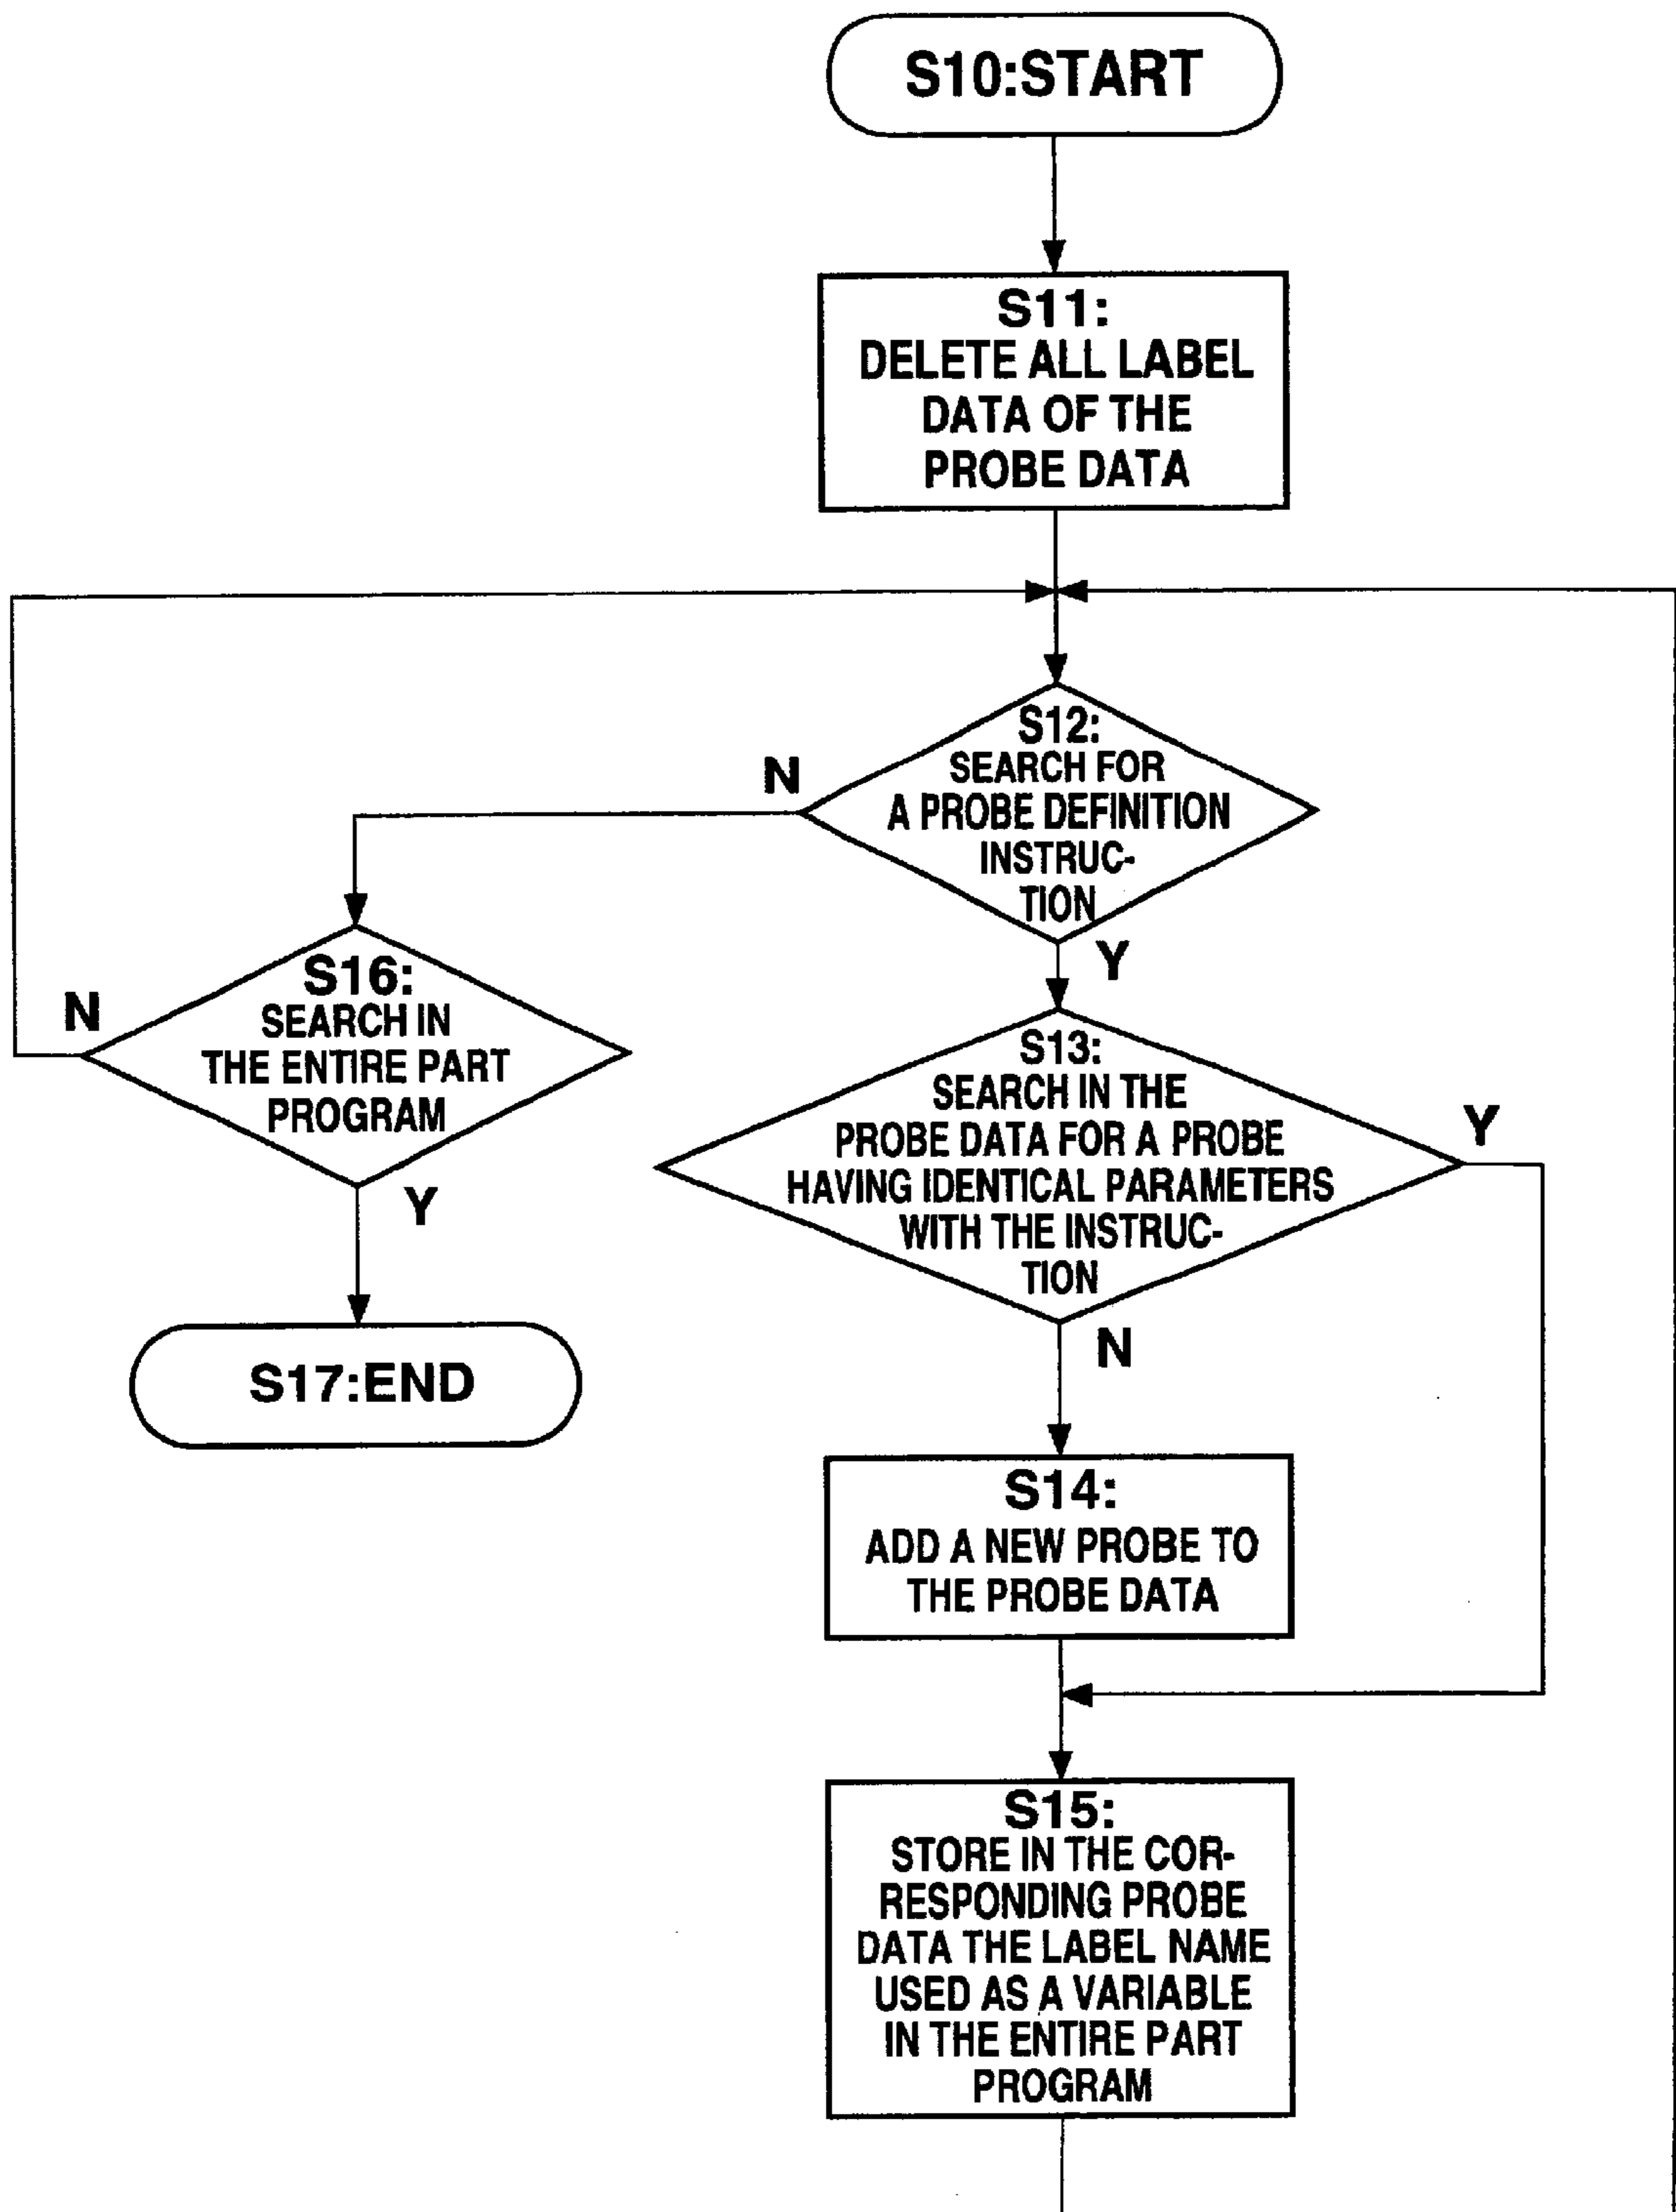 S10:START
S11:
DELETE ALL LABEL
DATA OF THE
PROBE DATA
S12:
SEARCH FOR
A PROBE DEFINITION
INSTRUC-
TION
N
Y
S16:
SEARCH IN
THE ENTIRE PART
PROGRAM
N
Y
S17:END
S13:
SEARCH IN THE
PROBE DATA FOR A PROBE
HAVING IDENTICAL PARAMETERS
WITH THE INSTRUC-
TION
Y
N
S14:
ADD A NEW PROBE TO
THE PROBE DATA
S15:
STORE IN THE COR-
RESPONDING PROBE
DATA THE LABEL NAME
USED AS A VARIABLE
IN THE ENTIRE PART
PROGRAM